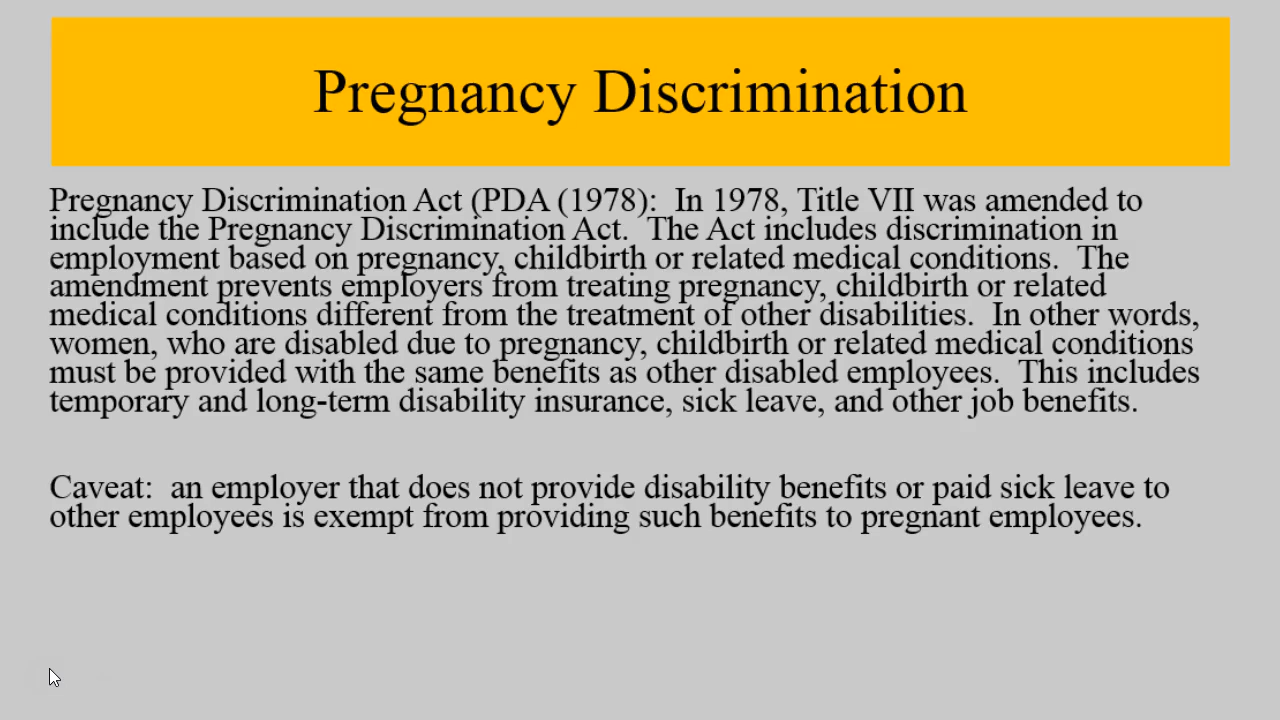 Pregnancy Discrimination
Pregnancy Discrimination Act (PDA (1978):  In 1978, Title VII was amended to
include the Pregnancy Discrimination Act.  The Act includes discrimination in
employment based on pregnancy, childbirth or related medical conditions.  The
amendment prevents employers from treating pregnancy, childbirth or related
medical conditions different from the treatment of other disabilities.  In other words,
women, who are disabled due to pregnancy, childbirth or related medical conditions
must be provided with the same benefits as other disabled employees.  This includes
temporary and long-term disability insurance, sick leave, and other job benefits.
Caveat:  an employer that does not provide disability benefits or paid sick leave to
other employees is exempt from providing such benefits to pregnant employees.